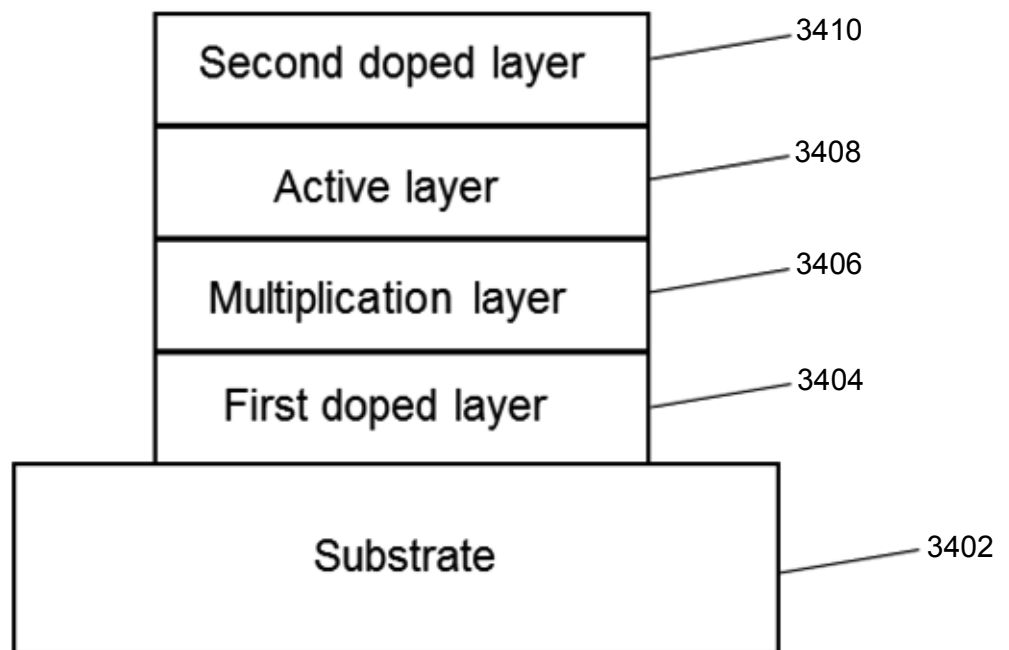 3410
Second doped layer
3408
Active layer
3406
Multiplication layer
3404
First doped layer
3402
Substrate